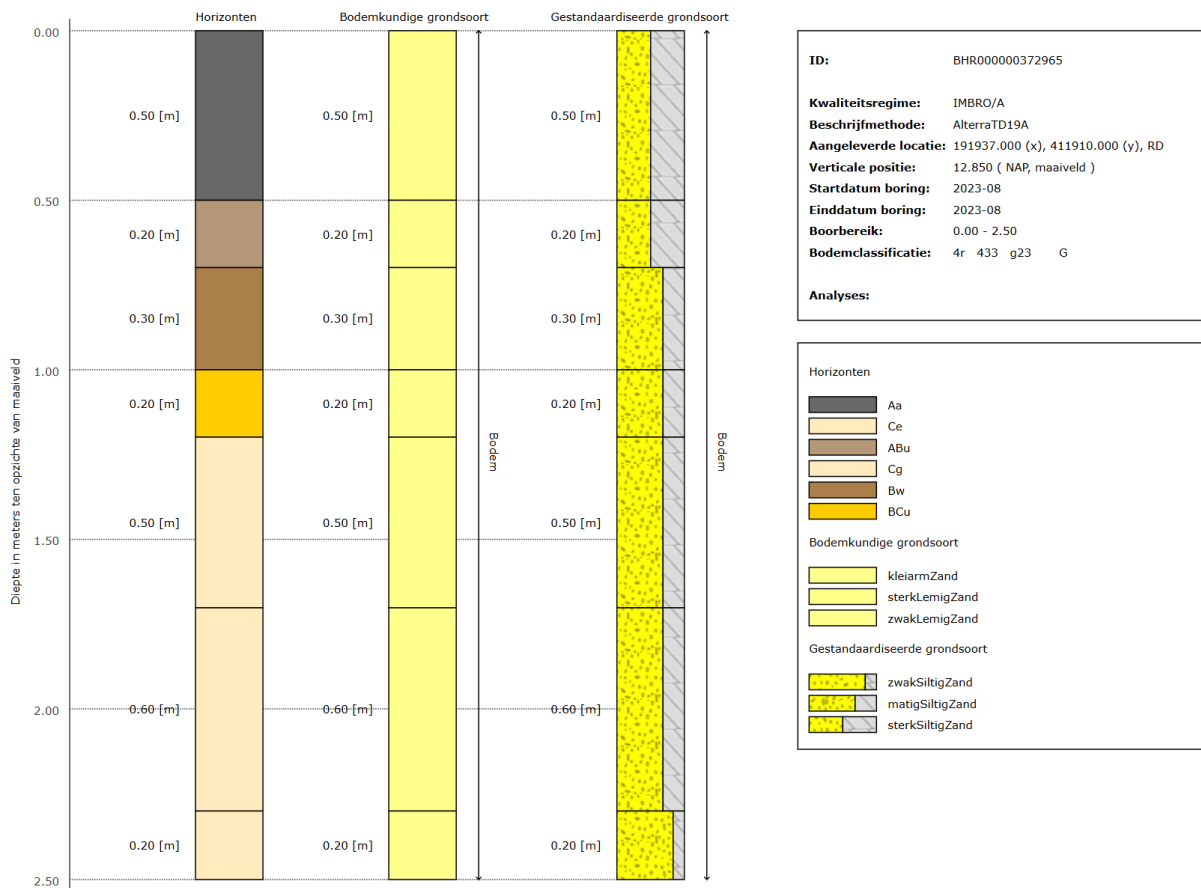 Horizonten
Bodemkundige grondsoort
Gestandaardiseerde grondsoort
0.00
0.50 [m] 0.50 [m] 0.50 [m]
0.50
0.20 [m] 0.20 [m] 0.20 [m]
0.30 [m] 0.30 [m] 0.30 [m]
1.00
0.20 [m] 0.20 [m] 0.20 [m]
Bodem
Bodem
0.50 [m] 0.50 [m] 0.50 [m]
1.50
2.00
0.60 [m] 0.60 [m] 0.60 [m]
0.20 [m] 0.20 [m] 0.20 [m]
2.50
Diepte in meters ten opzichte van maaiveld
ID: BHR000000372965
Kwaliteitsregime: IMBRO/A
Beschrijfmethode: AlterraTD19A
Aangeleverde locatie: 191937.000 (x), 411910.000 (y), RD
Verticale positie: 12.850 ( NAP, maaiveld )
Startdatum boring: 2023-08
Einddatum boring: 2023-08
Boorbereik: 0.00 - 2.50
Bodemclassificatie: 4r 433 g23 G
Analyses:
Horizonten
Aa
Ce
ABu
Cg
Bw
BCu
Bodemkundige grondsoort
kleiarmZand
sterkLemigZand
zwakLemigZand
Gestandaardiseerde grondsoort
zwakSiltigZand
matigSiltigZand
sterkSiltigZand